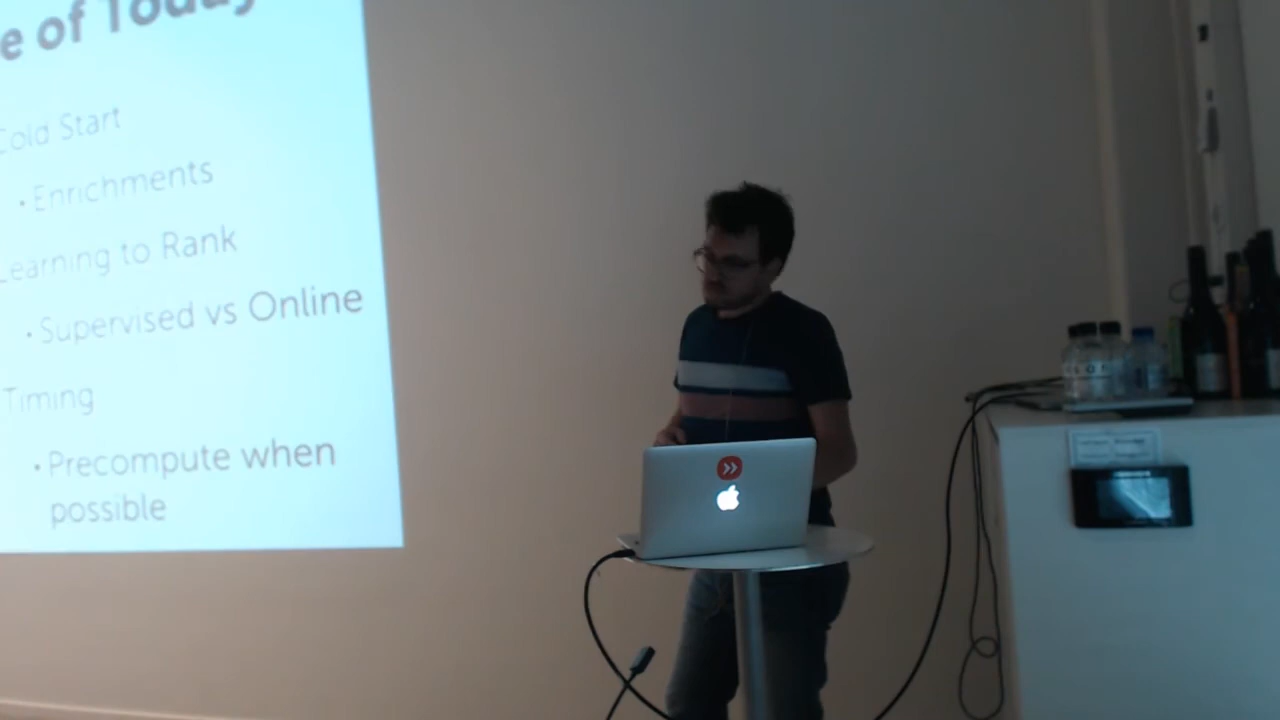 e of Today
Cold Start
• Enrichments
Learning to Rank
• Supervised vs Online
Timing
• Precompute when
possible